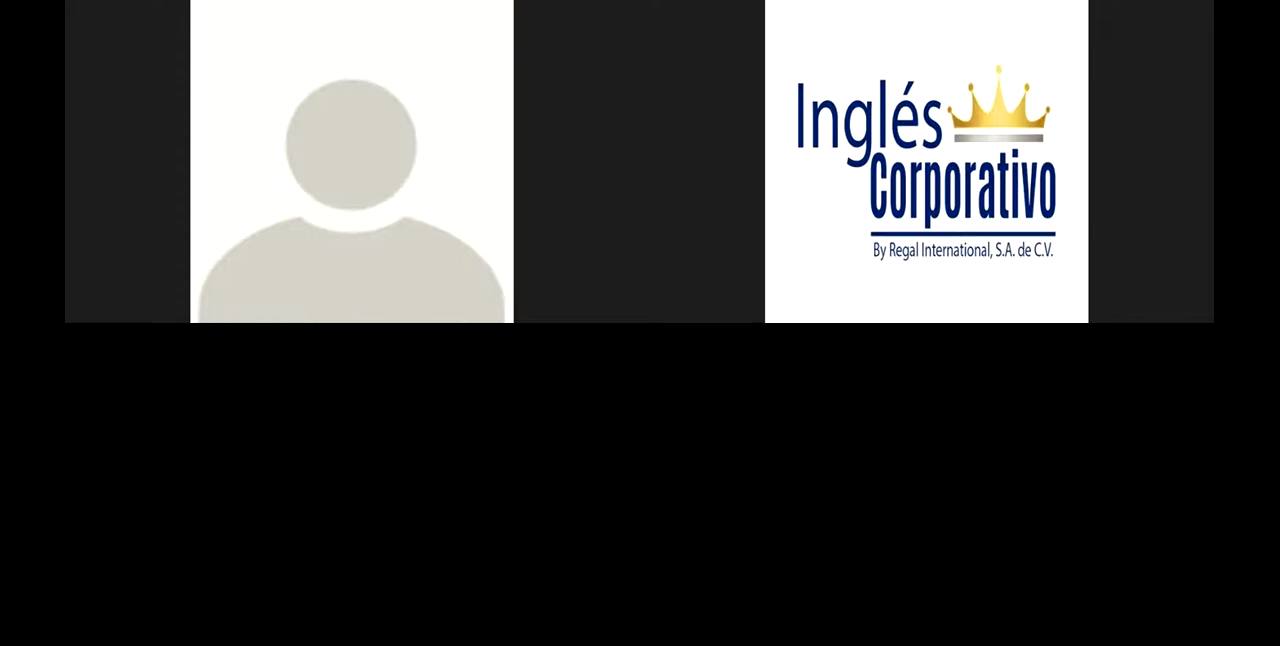 Inglés
Corporativo
By Regal International, S.A. de C.V.